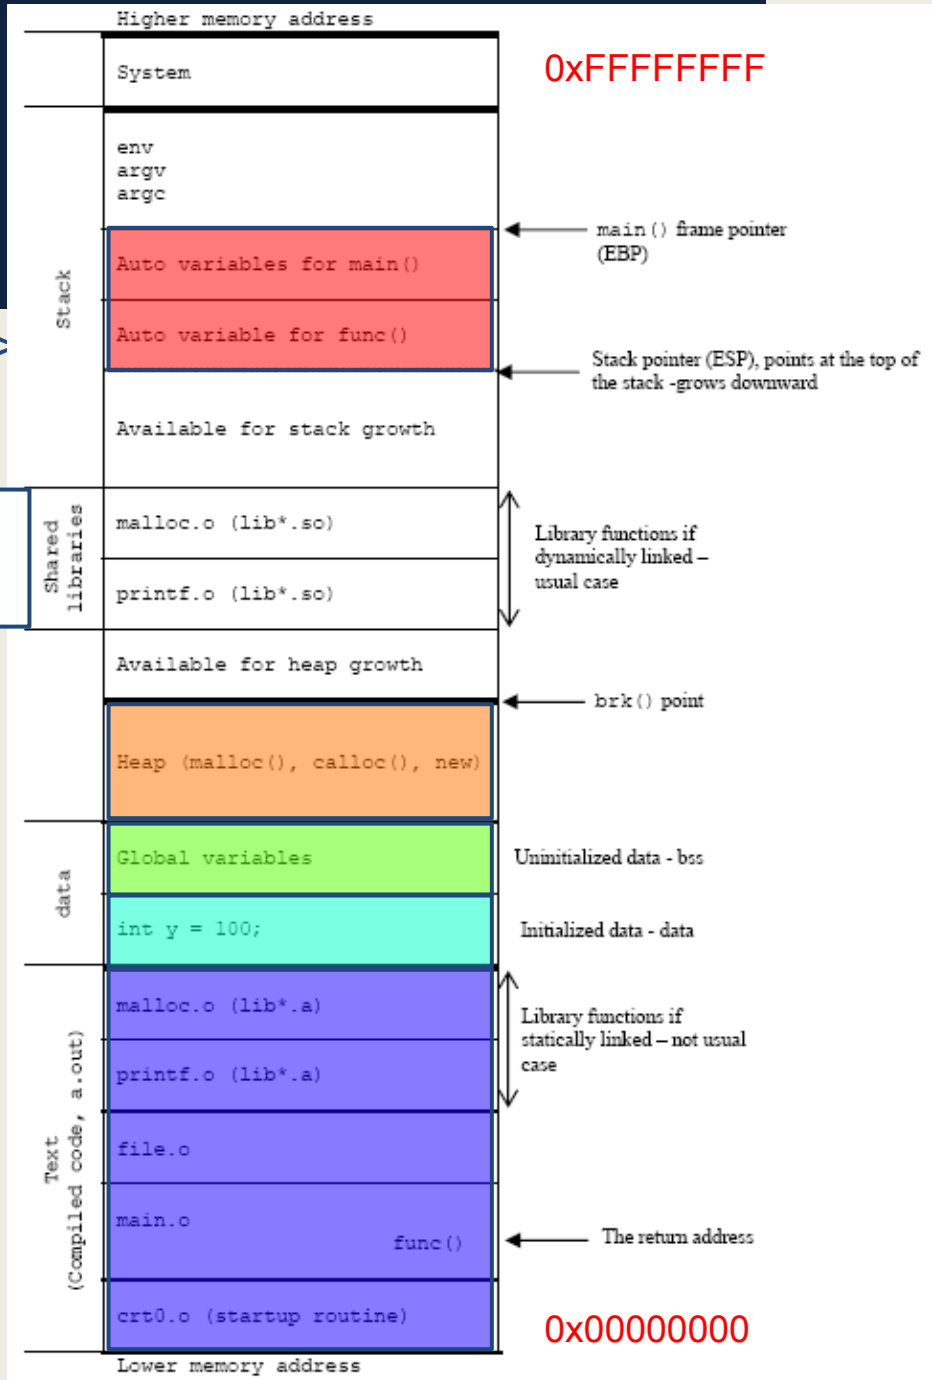 Higher memory address
System
0xFFFFFFFF
env
argv
argc
main() frame pointer
(EBP)
Auto variables for main()
Stack
Auto variable for func()
Stack pointer (ESP), points at the top of
the stack -grows downward
Available for stack growth
Shared
libraries
malloc.o (lib*.so)
printf.o (lib*.so)
Library functions if
dynamically linked –
usual case
Available for heap growth
brk() point
Heap (malloc(), calloc(), new)
data
Global variables
Uninitialized data - bss
int y = 100;
Initialized data - data
Text
(Compiled code, a.out)
malloc.o (lib*.a)
printf.o (lib*.a)
Library functions if
statically linked – not usual
case
file.o
main.o
func()
The return address
crt0.o (startup routine)
0x00000000
Lower memory address